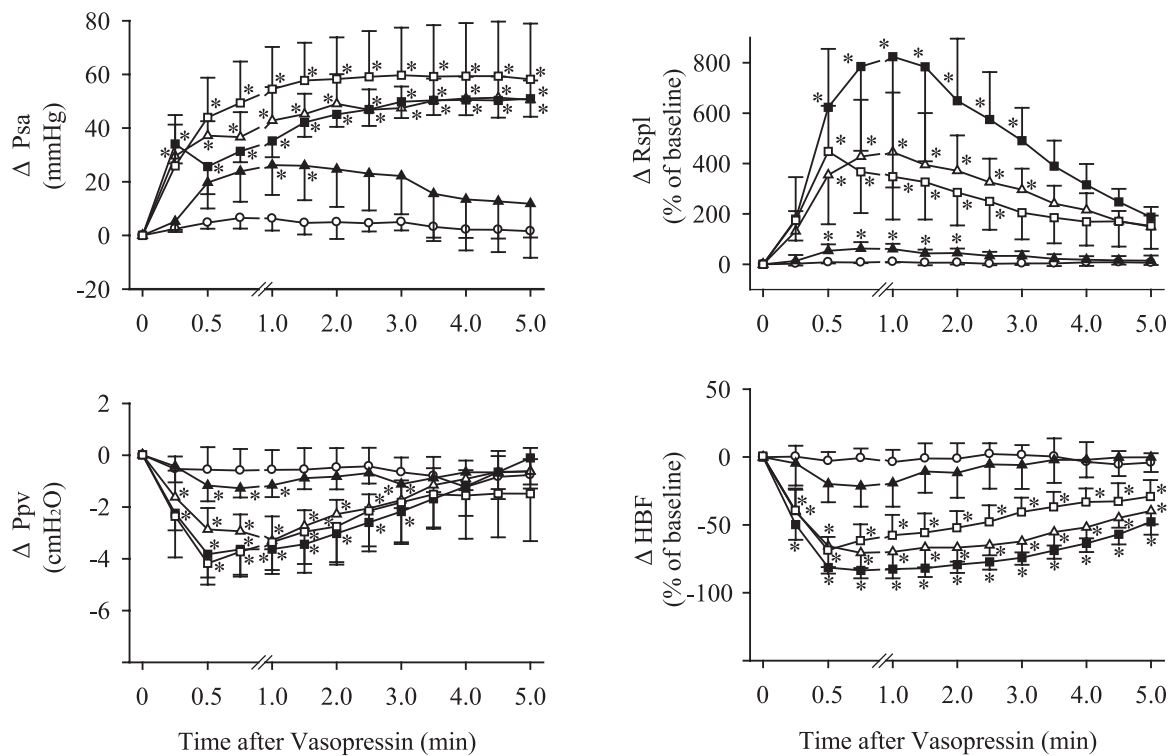 80
60
40
20
0
-20
Δ Psa
(mmHg)
0 0.5 1.0 2.0 3.0 4.0 5.0
800
600
400
200
0
Δ Rspl
(% of baseline)
0 0.5 1.0 2.0 3.0 4.0 5.0
2
0
-2
-4
-6
Δ Ppv
(cmH₂O)
0 0.5 1.0 2.0 3.0 4.0 5.0
Time after Vasopressin (min)
50
0
-50
-100
Δ HBF
(% of baseline)
0 0.5 1.0 2.0 3.0 4.0 5.0
Time after Vasopressin (min)